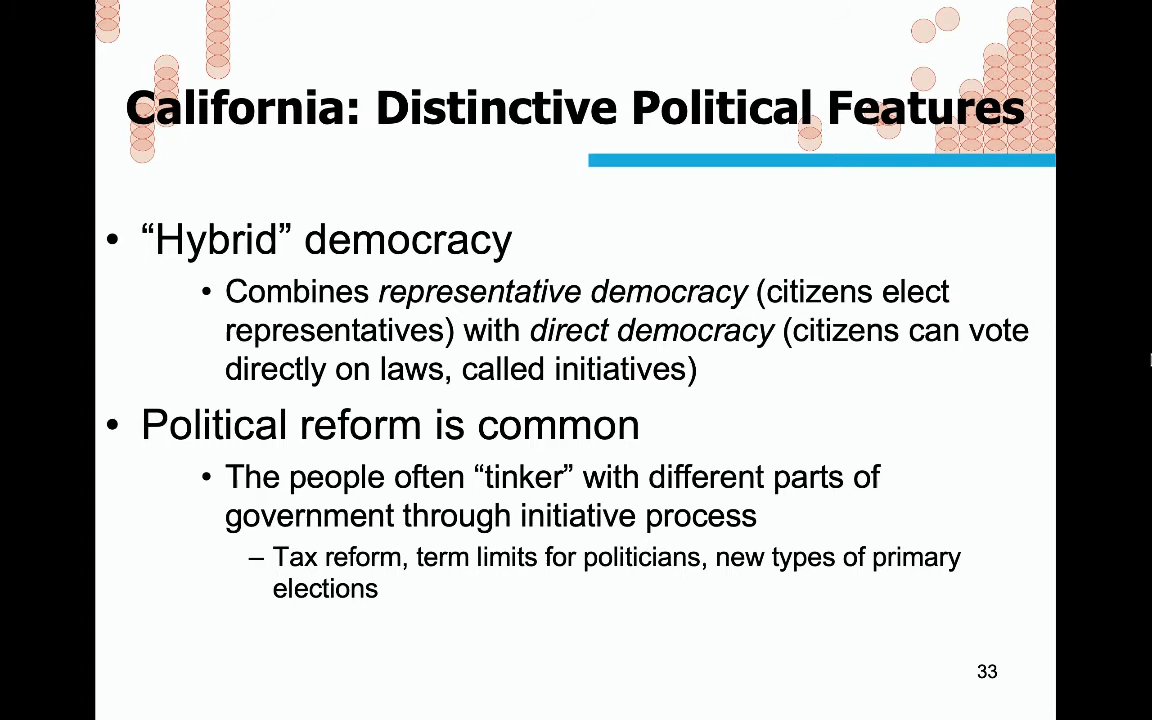 California: Distinctive Political Features
• “Hybrid” democracy
• Combines representative democracy (citizens elect
representatives) with direct democracy (citizens can vote
directly on laws, called initiatives)
• Political reform is common
• The people often “tinker” with different parts of
government through initiative process
– Tax reform, term limits for politicians, new types of primary
elections
33